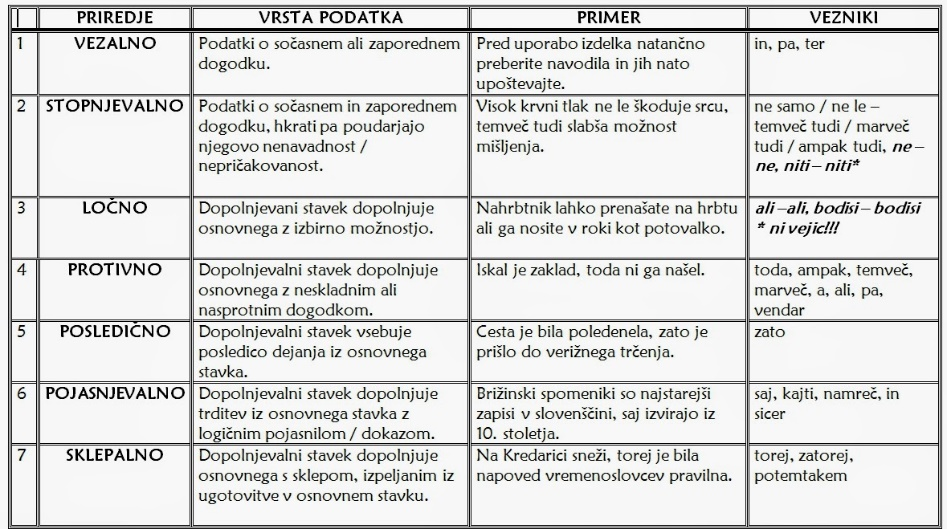 PRIREDJE VRSTA PODATKA PRIMER VEZNIKI
1 VEZALNO
Podatki o sočasnem ali zaporednem
dogodku.
Pred uporabo izdelka natančno
preberite navodila in jih nato
upoštevajte.
in, pa, ter
2 STOPNJEVALNO
Podatki o sočasnem in zaporednem
dogodku, hkrati pa poudarjajo
njegovo nenavadnost /
nepričakovanost.
Visok krvni tlak ne le škoduje srcu,
temveč tudi slabša možnost
mišljenja.
ne samo / ne le –
temveč tudi / marveč
tudi / ampak tudi, ne –
ne, niti – niti*
3 LOČNO
Dopolnjevani stavek dopolnjuje
osnovnega z izbirno možnostjo.
Nahrbtnik lahko prenašate na hrbtu
ali ga nosite v roki kot potovalko.
ali –ali, bodisi – bodisi
* ni vejic!!!
4 PROTIVNO
Dopolnjevalni stavek dopolnjuje
osnovnega z neskladnim ali
nasprotnim dogodkom.
Iskal je zaklad, toda ni ga našel.
toda, ampak, temveč,
marveč, a, ali, pa,
vendar
5 POSLEDIČNO
Dopolnjevalni stavek vsebuje
posledico dejanja iz osnovnega
stavka.
Cesta je bila poledenela, zato je
prišlo do verižnega trčenja.
zato
6 POJASNJEVALNO
Dopolnjevalni stavek dopolnjuje
trditev iz osnovnega stavka z
logičnim pojasnilom / dokazom.
Brižinski spomeniki so najstarejši
zapisi v slovenščini, saj izvirajo iz
10. stoletja.
saj, kajti, namreč, in
sicer
7 SKLEPALNO
Dopolnjevalni stavek dopolnjuje
osnovnega s sklepom, izpeljanim iz
ugotovitve v osnovnem stavku.
Na Kredarici sneži, torej je bila
napoved vremenoslovcev pravilna.
torej, zatorej,
potemtakem